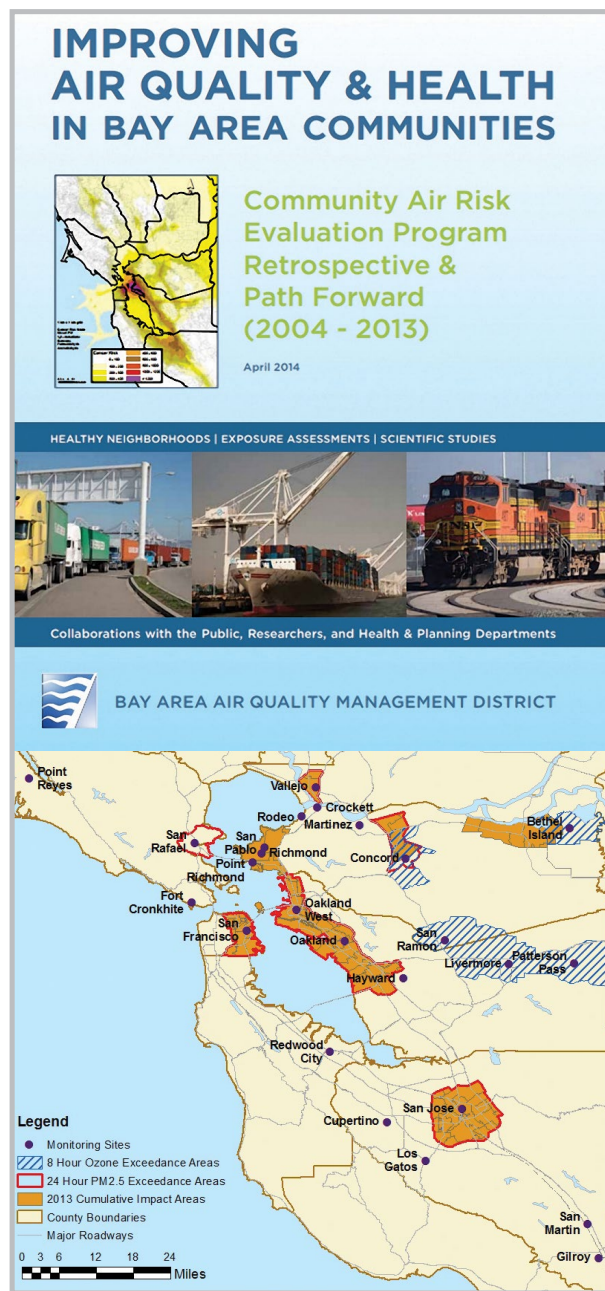 IMPROVING
AIR QUALITY & HEALTH
IN BAY AREA COMMUNITIES
Community Air Risk
Evaluation Program
Retrospective &
Path Forward
(2004 - 2013)
April 2014
HEALTHY NEIGHBORHOODS | EXPOSURE ASSESSMENTS | SCIENTIFIC STUDIES
Collaborations with the Public, Researchers, and Health & Planning Departments
BAY AREA AIR QUALITY MANAGEMENT DISTRICT
Point
Reyes
Vallejo
Crockett
Rodeo
Martinez
Bethel
Island
San
Rafael
San
Pablo
Richmond
Point
Richmond
Concord
Fort
Cronkhite
Oakland
West
San
Francisco
Oakland
San
Ramon
Livermore
Patterson
Pass
Hayward
Redwood
City
San Jose
Cupertino
Los
Gatos
San
Martin
Gilroy
Legend
Monitoring Sites
8 Hour Ozone Exceedance Areas
24 Hour PM2.5 Exceedance Areas
2013 Cumulative Impact Areas
County Boundaries
Major Roadways
0 3 6 12 18 24
Miles